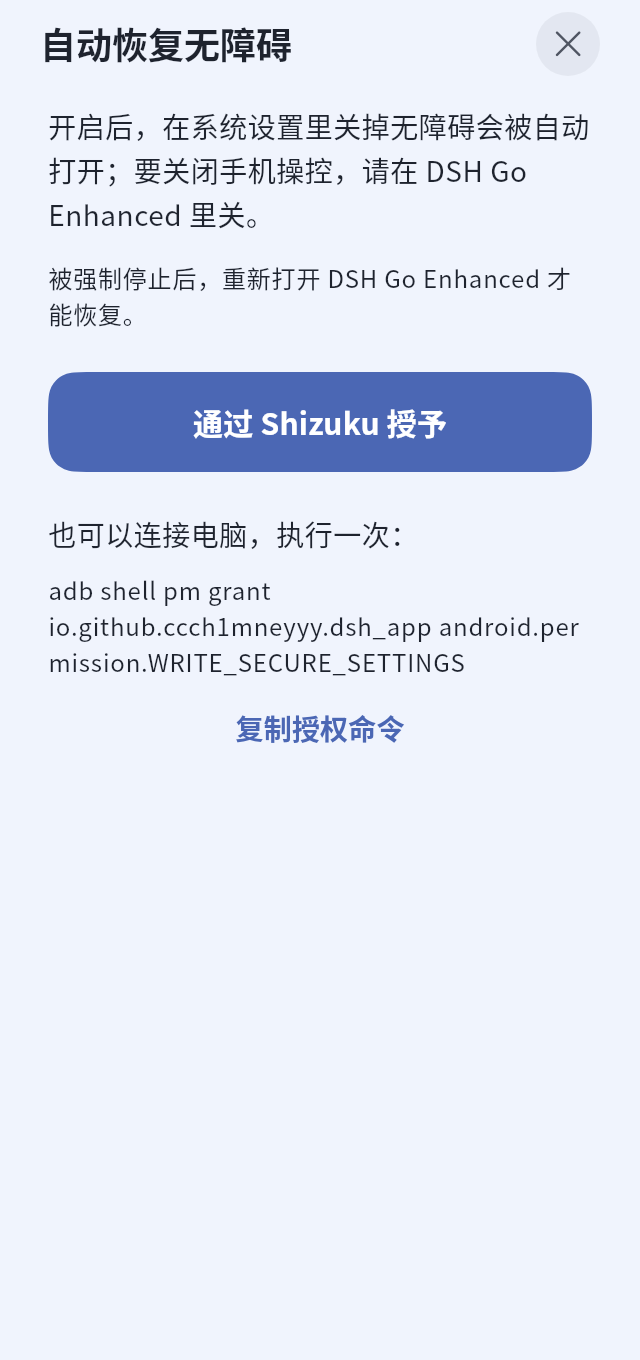 自动恢复无障碍
开启后，在系统设置里关掉无障碍会被自动
打开；要关闭手机操控，请在 DSH Go
Enhanced 里关。
被强制停止后，重新打开 DSH Go Enhanced 才
能恢复。
通过 Shizuku 授予
也可以连接电脑，执行一次：
adb shell pm grant
io.github.ccch1mneyyy.dsh_app android.per
mission.WRITE_SECURE_SETTINGS
复制授权命令